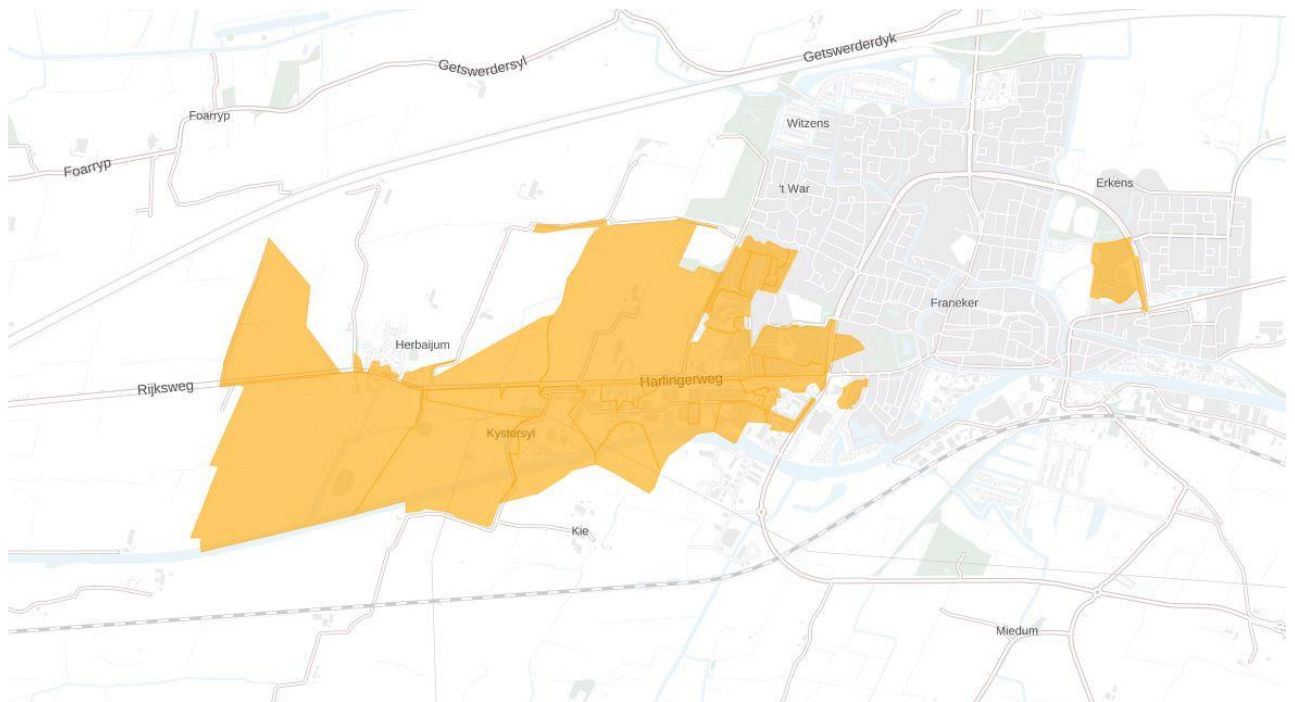 Getswerderdyk
Getswerdersyl
Foarryp
Witzens
Foarryp
Erkens
't War
Franeker
Herbaijum
Harlingerweg
Rijksweg
Kystersyl
Kie
Miedum